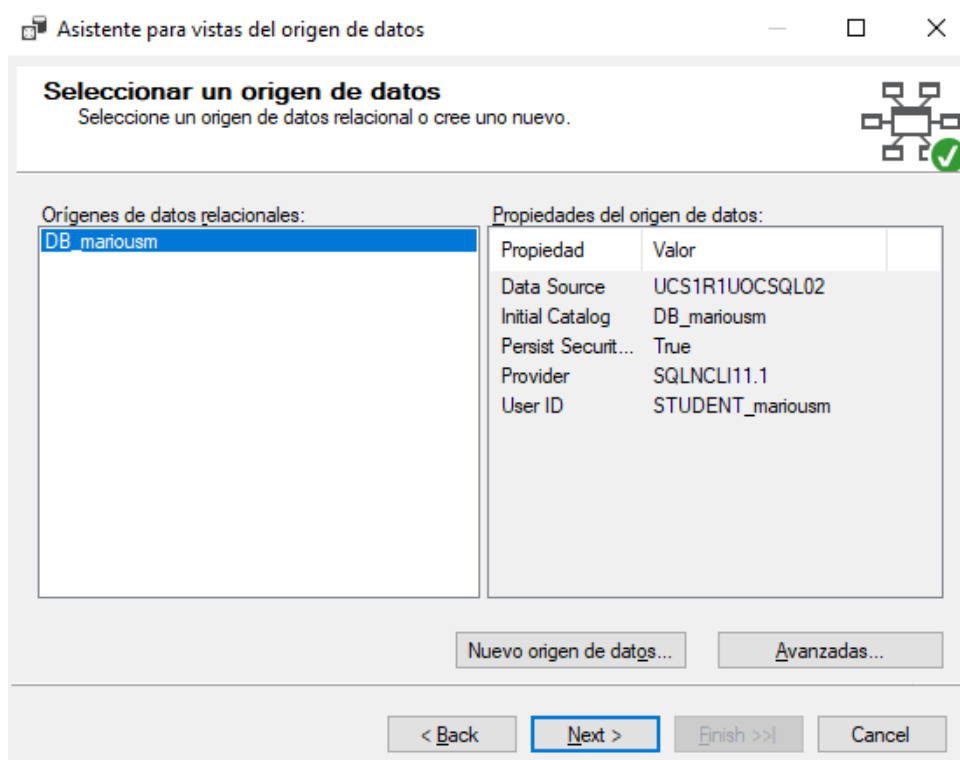 Asistente para vistas del origen de datos
Seleccionar un origen de datos
Seleccione un origen de datos relacional o cree uno nuevo.
Orígenes de datos relacionales:
DB_mariousm
Propiedades del origen de datos:
Propiedad Valor
Data Source UCS1R1UOCSQL02
Initial Catalog DB_mariousm
Persist Securit... True
Provider SQLNCLI11.1
User ID STUDENT_mariousm
Nuevo origen de datos... Avanzadas...
< Back Next > Finish >>| Cancel